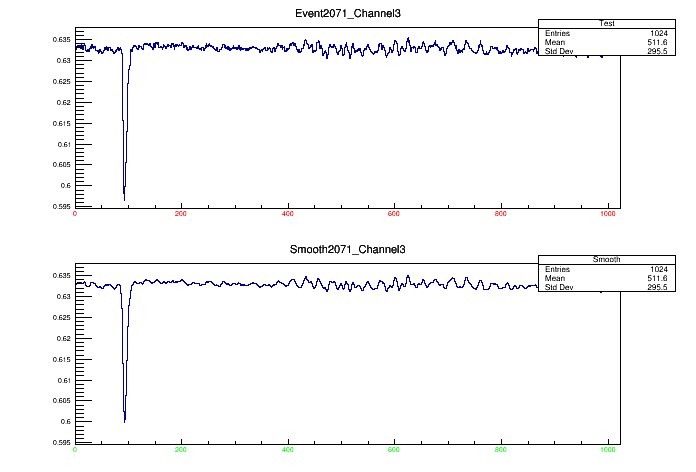 Event2071_Channel3
Test
Entries 1024
Mean 511.6
Std Dev 295.5
0.635
0.63
0.625
0.62
0.615
0.61
0.605
0.6
0.595
0 200 400 600 800 1000
Smooth2071_Channel3
Smooth
Entries 1024
Mean 511.6
Std Dev 295.5
0.635
0.63
0.625
0.62
0.615
0.61
0.605
0.6
0.595
0 200 400 600 800 1000